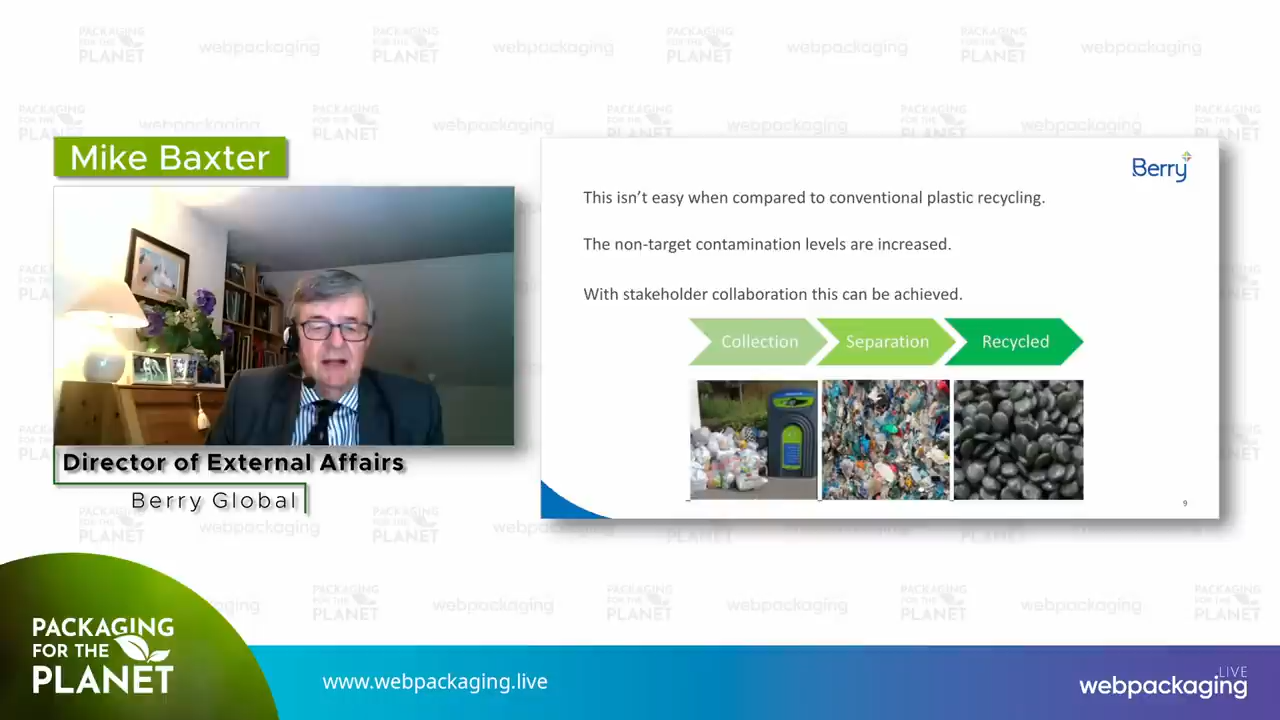 Mike Baxter
Director of External Affairs
Berry Global
Berry
This isn’t easy when compared to conventional plastic recycling.
The non-target contamination levels are increased.
With stakeholder collaboration this can be achieved.
Collection
Separation
Recycled
9
PACKAGING
FOR THE
PLANET
www.webpackaging.live
LIVE
webpackaging